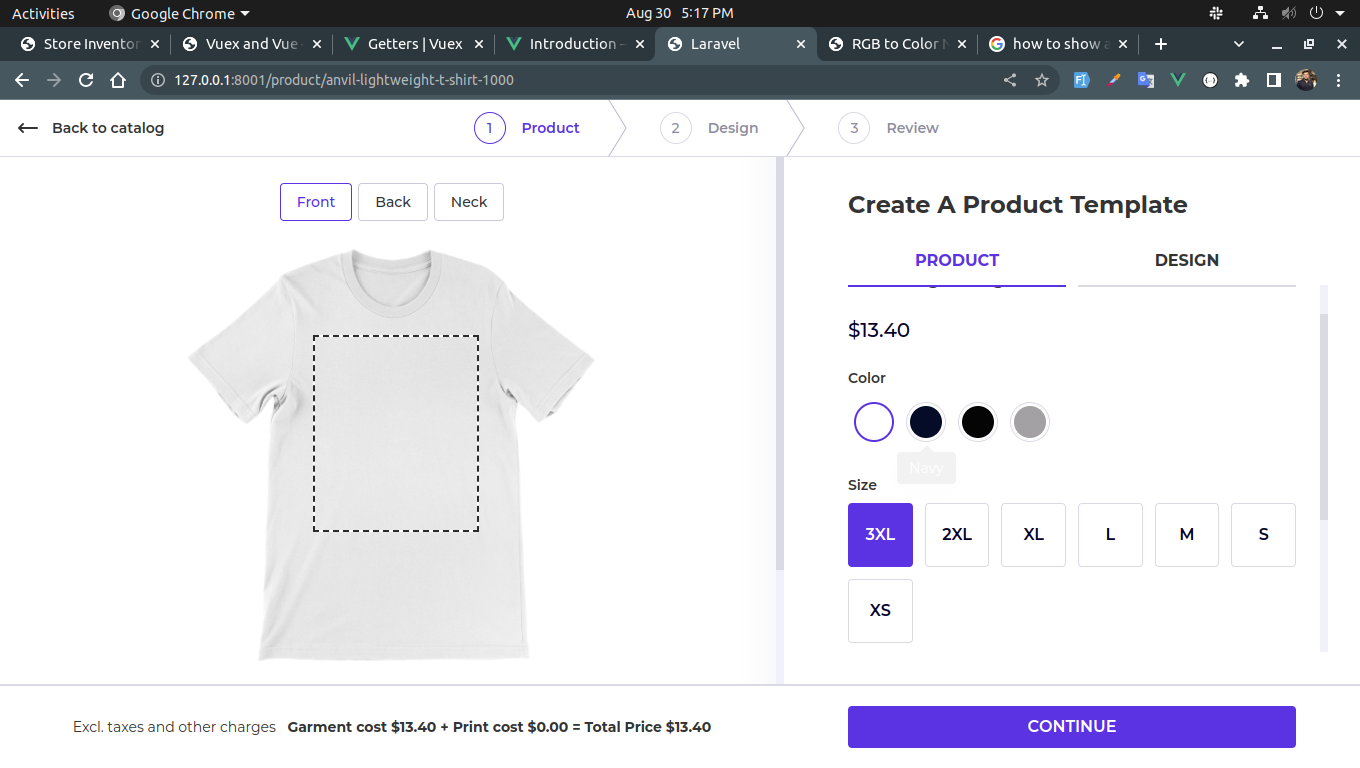 Activities Google Chrome Aug 30 5:17 PM
Store Inventor Vuex and Vue Getters | Vuex Introduction Laravel RGB to Color how to show
127.0.0.1:8001/product/anvil-lightweight-t-shirt-1000
Back to catalog 1 Product 2 Design 3 Review
Front Back Neck
Create A Product Template
PRODUCT DESIGN
$13.40
Color
Navy
Size
3XL 2XL XL L M S
XS
Excl. taxes and other charges Garment cost $13.40 + Print cost $0.00 = Total Price $13.40
CONTINUE